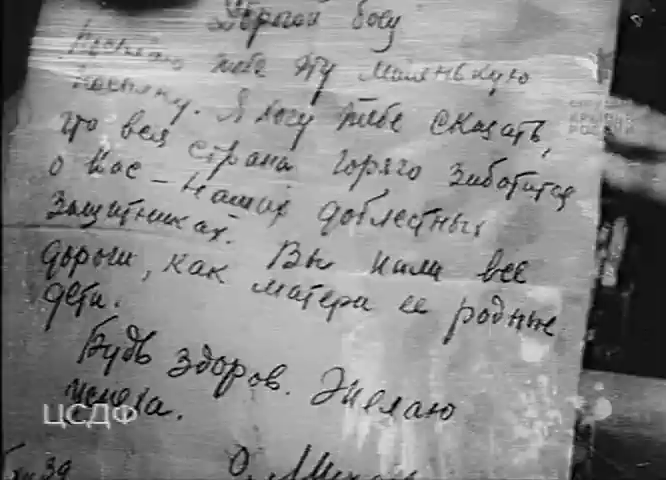 Дорогой боец
Посылаю тебе эту маленькую
посылку. Я хочу тебе сказать,
что вся страна горячо заботится
о вас - наших доблестных
защитниках. Вы нам все
дороги, как матери ее родные
дети.
Будь здоров. Желаю
успеха.
ЦСДФ
39
О.